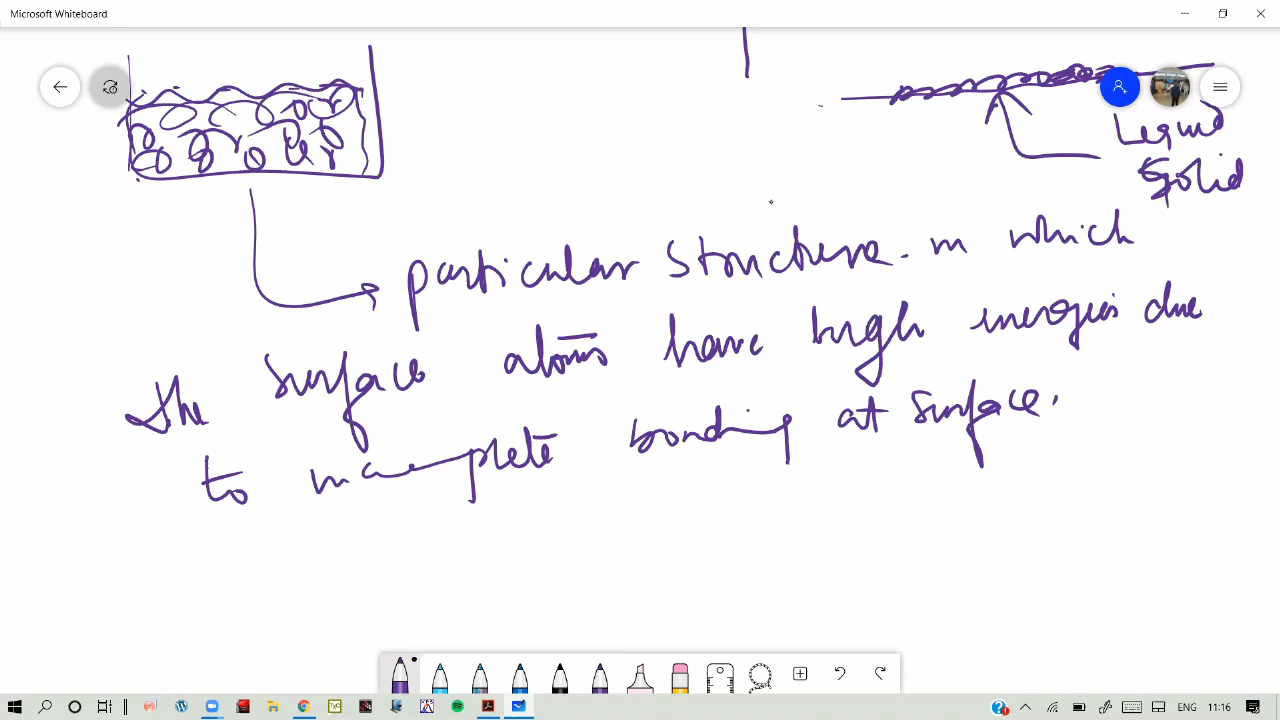 Microsoft Whiteboard
Liquid
Solid
particular structure. in which
the surface atoms have high energies due
to incomplete bonding at surface.
ENG 11:16